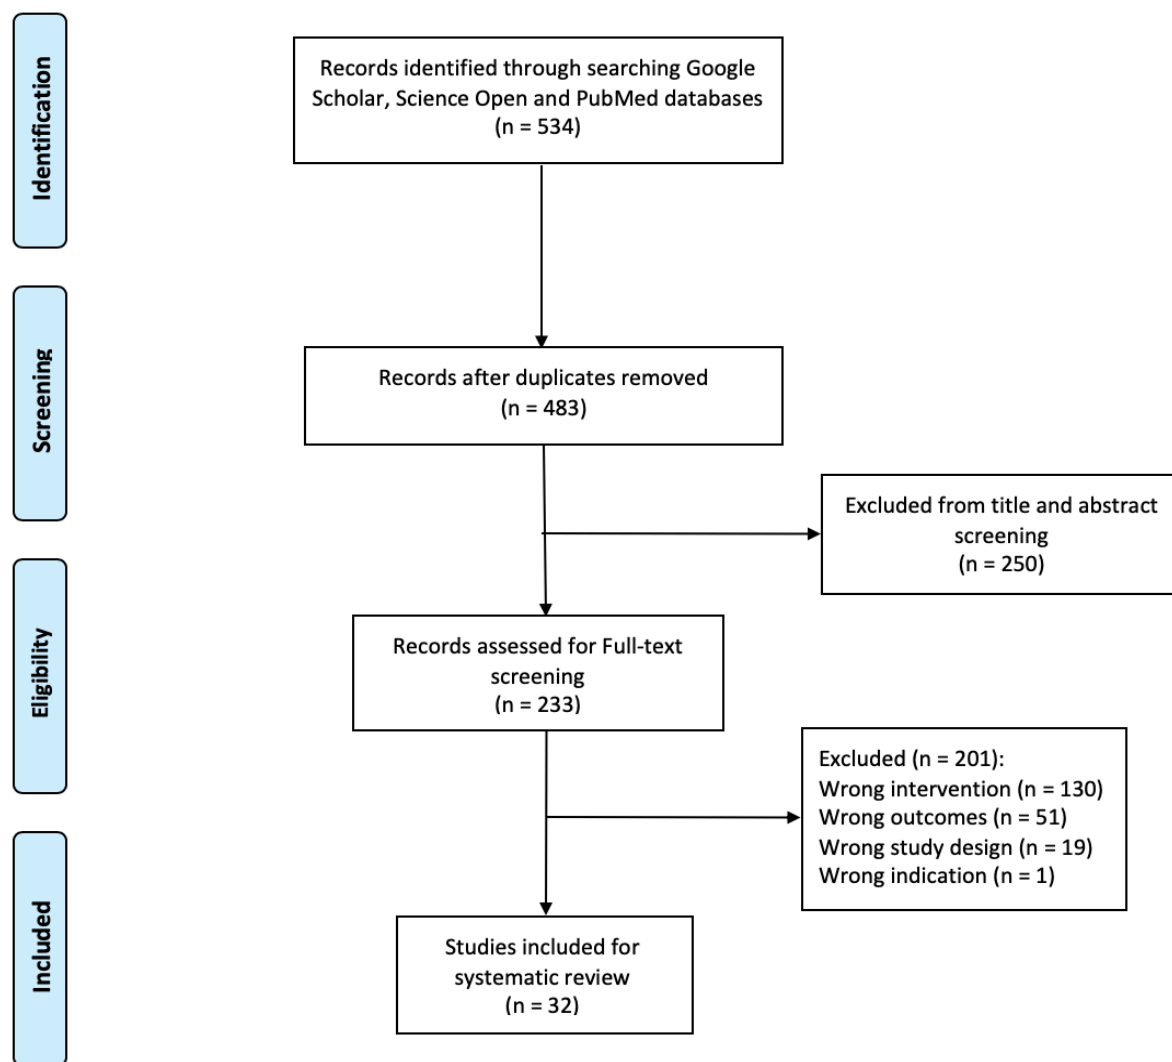 Identification
Records identified through searching Google
Scholar, Science Open and PubMed databases
(n = 534)
Screening
Records after duplicates removed
(n = 483)
Excluded from title and abstract
screening
(n = 250)
Eligibility
Records assessed for Full-text
screening
(n = 233)
Excluded (n = 201):
Wrong intervention (n = 130)
Wrong outcomes (n = 51)
Wrong study design (n = 19)
Wrong indication (n = 1)
Included
Studies included for
systematic review
(n = 32)